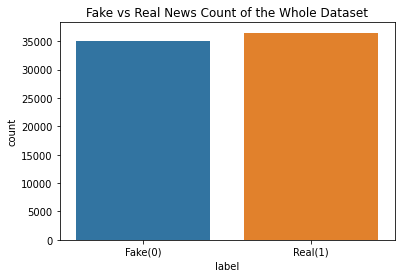 Fake vs Real News Count of the Whole Dataset
35000
30000
25000
20000
15000
10000
5000
0
count
Fake(0) Real(1)
label